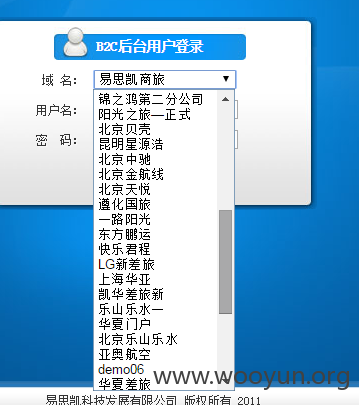 B2C后台用户登录
域 名: 易思凯商旅
用户名:
密 码:
锦之鸿第二分公司
阳光之旅—正式
北京贝壳
昆明星源浩
北京中驰
北京金航线
北京天悦
遵化国旅
一路阳光
东方鹏运
快乐君程
LG新差旅
上海华亚
凯华差旅新
乐山乐水一
华夏门户
北京乐山乐水
亚奥航空
demo06
华夏差旅
www.wooyun.org
易思凯科技发展有限公司 版权所有 2011